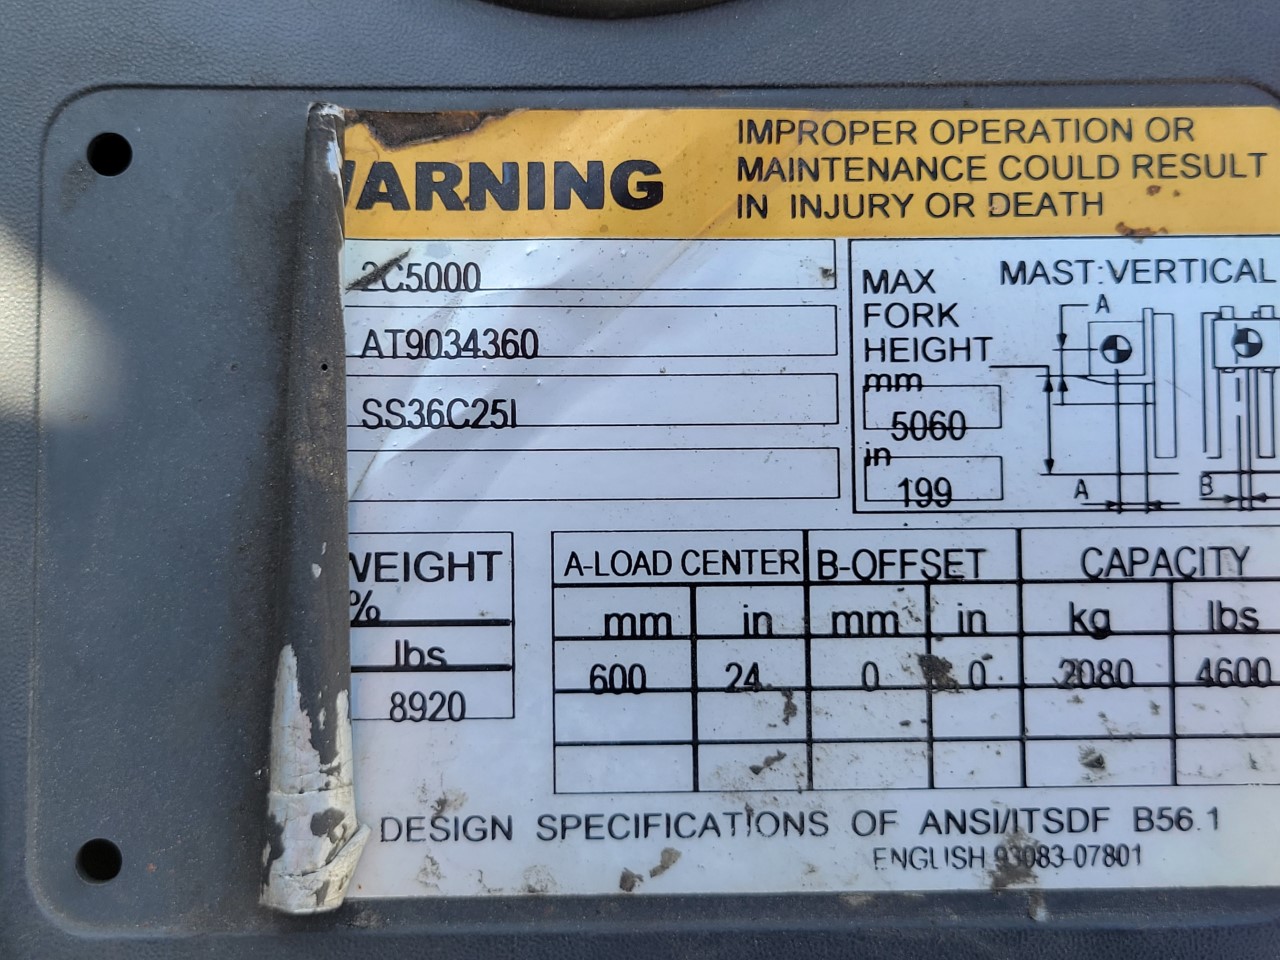 WARNING
IMPROPER OPERATION OR
MAINTENANCE COULD RESULT
IN INJURY OR DEATH
2C5000
AT9034360
SS36C25I
MAX
FORK
HEIGHT
mm
5060
in
199
MAST:VERTICAL
A
A
B
WEIGHT
%
lbs
8920
A-LOAD CENTER B-OFFSET CAPACITY
mm in mm in kg lbs
600 24 0 0 2080 4600
DESIGN SPECIFICATIONS OF ANSI/ITSDF B56.1
ENGLISH 93083-07801